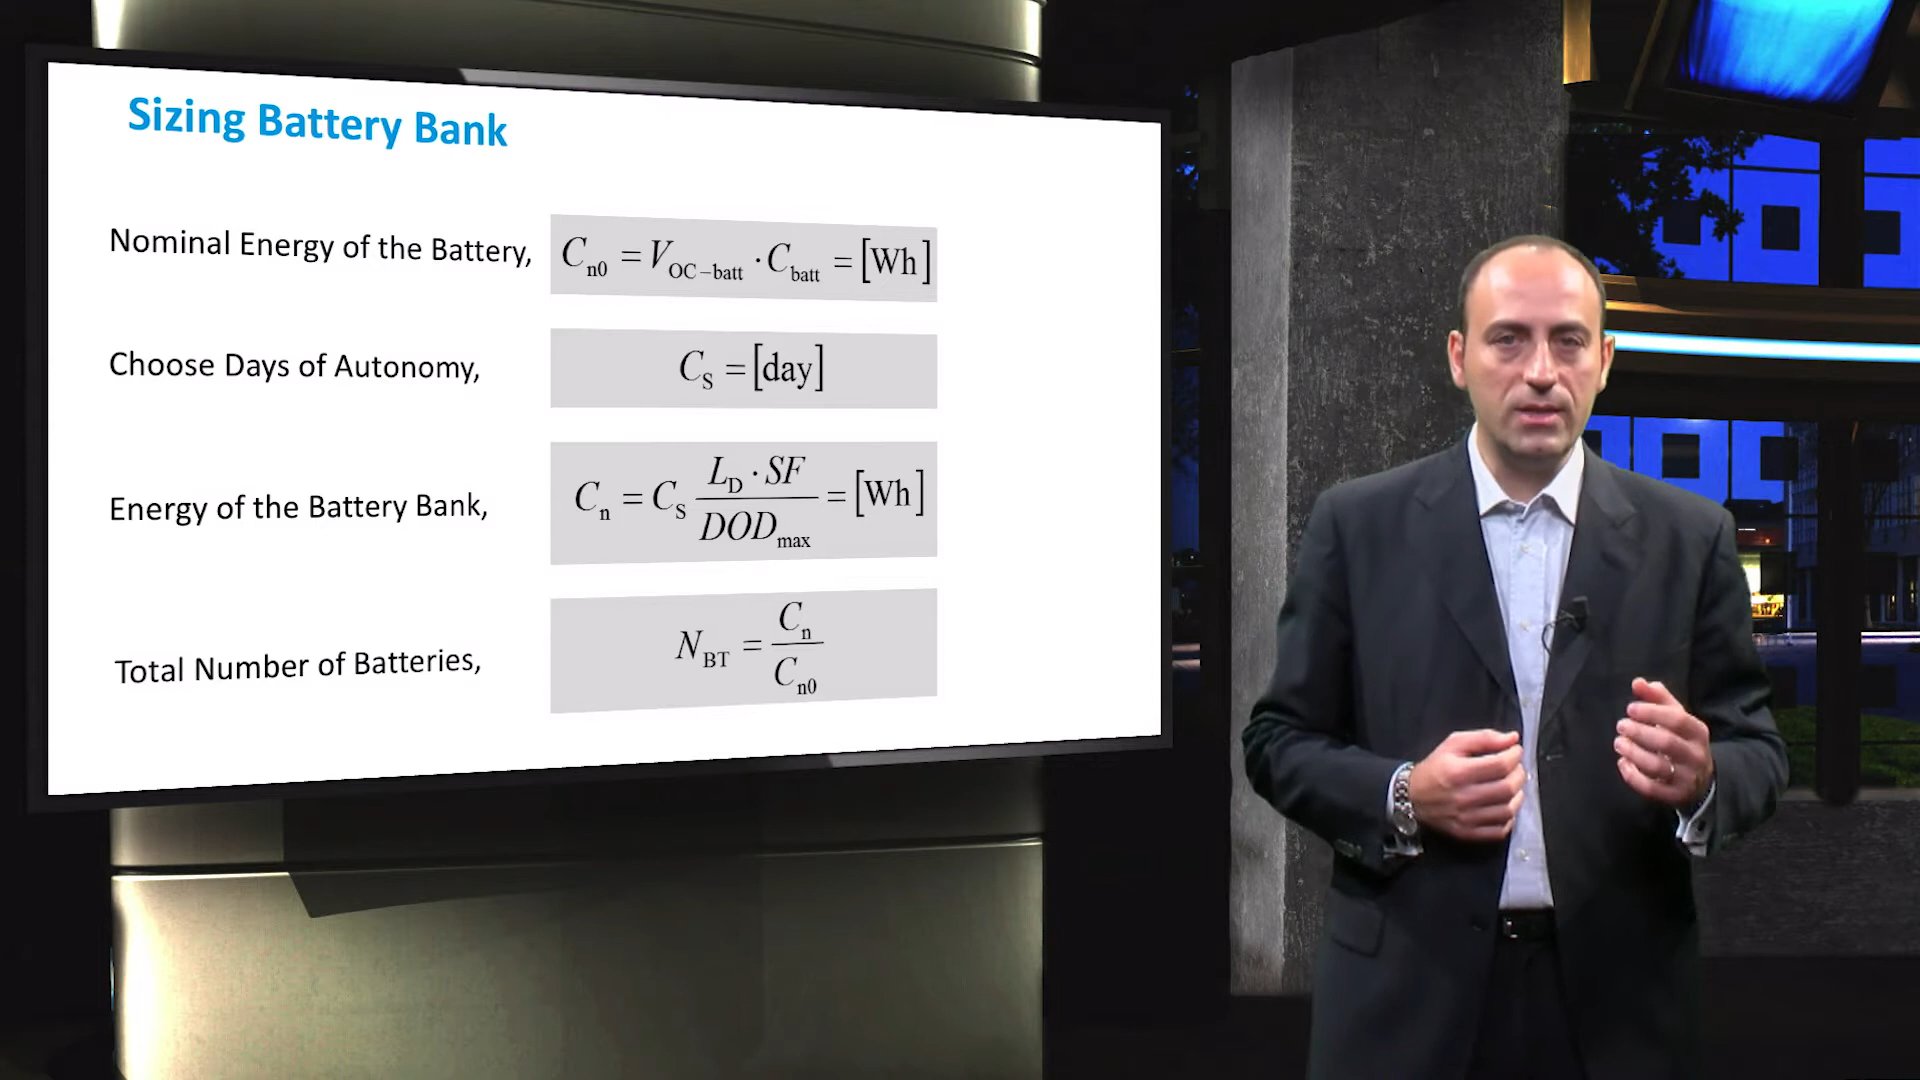 Sizing Battery Bank
Nominal Energy of the Battery, C_n0 = V_OC–batt · C_batt = [Wh]
Choose Days of Autonomy, C_S = [day]
Energy of the Battery Bank, C_n = C_S (L_D · SF) / (DOD_max) = [Wh]
Total Number of Batteries, N_BT = C_n / C_n0